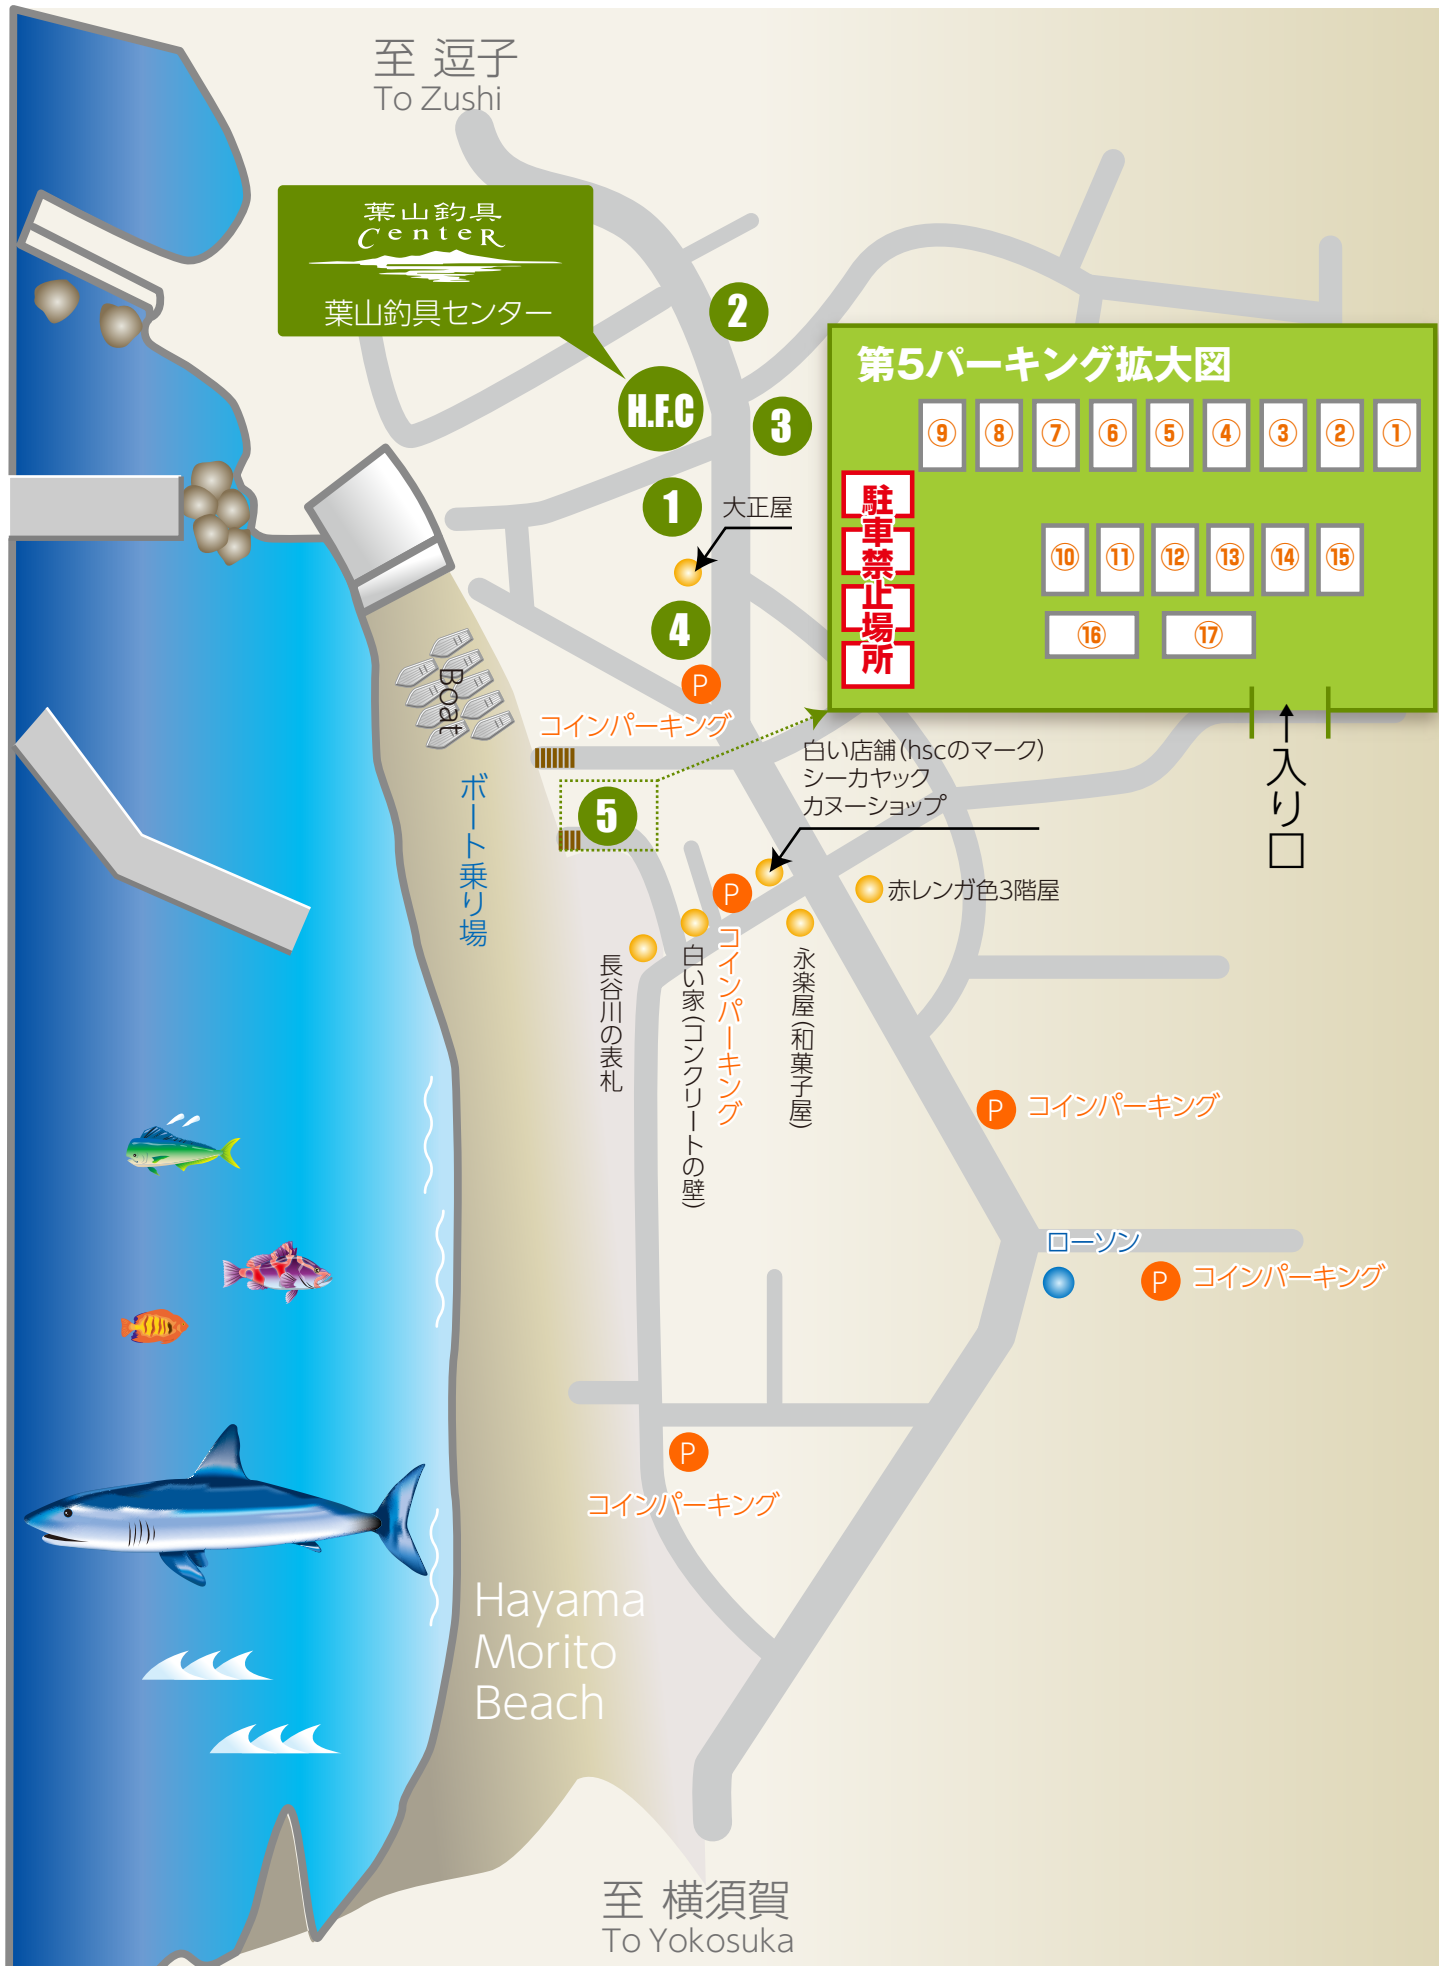 至 逗子
To Zushi
葉山釣具
CenteR
葉山釣具センター
2
H.F.C
3
1
大正屋
4
P
コインパーキング
第5パーキング拡大図
⑨ ⑧ ⑦ ⑥ ⑤ ④ ③ ② ①
⑩ ⑪ ⑫ ⑬ ⑭ ⑮
⑯ ⑰
駐車禁止場所
入り口
Boat
ボート乗り場
5
白い店舗(hscのマーク)
シーカヤック
カヌーショップ
赤レンガ色3階屋
P
コインパーキング
長谷川の表札
白い家(コンクリートの壁)
永楽屋(和菓子屋)
P
コインパーキング
ローソン
P
コインパーキング
P
コインパーキング
Hayama
Morito
Beach
至 横須賀
To Yokosuka